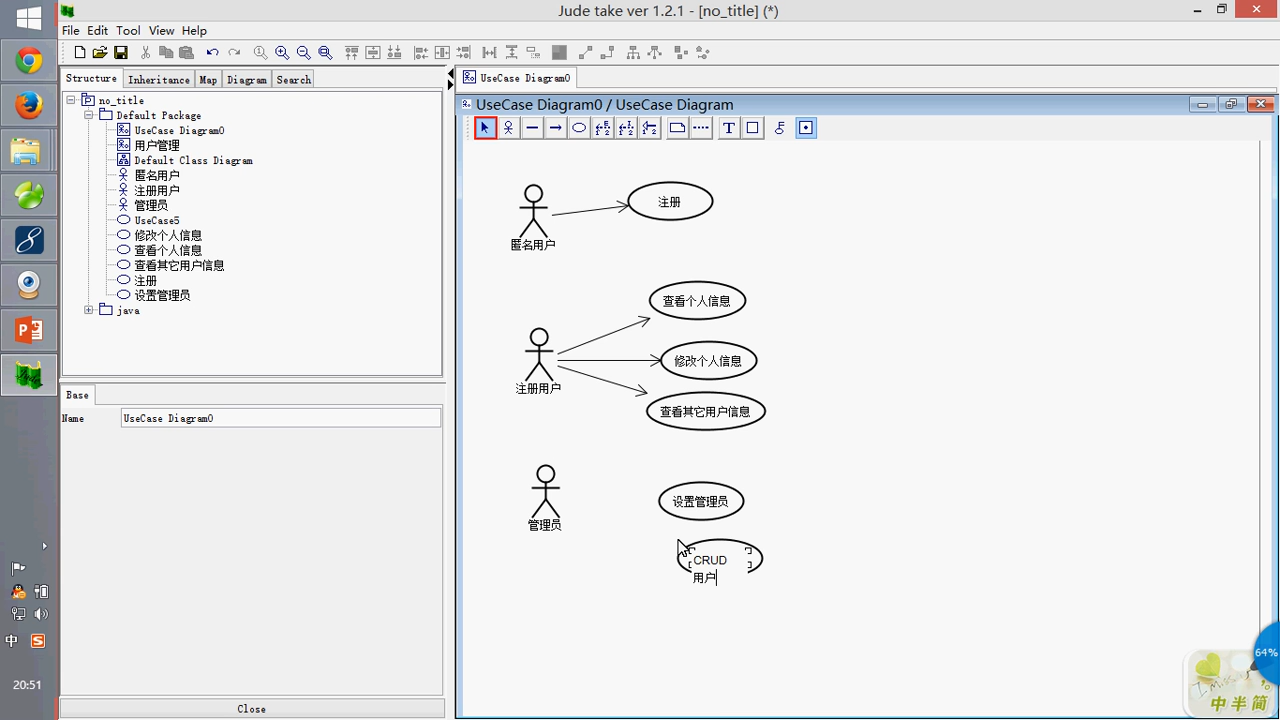 Jude take ver 1.2.1 - [no_title] (*)
File Edit Tool View Help
Structure Inheritance Map Diagram Search
no_title
Default Package
UseCase Diagram0
用户管理
Default Class Diagram
匿名用户
注册用户
管理员
UseCase5
修改个人信息
查看个人信息
查看其它用户信息
注册
设置管理员
java
Base
Name UseCase Diagram0
Close
UseCase Diagram0
UseCase Diagram0 / UseCase Diagram
T
注册
匿名用户
查看个人信息
修改个人信息
注册用户
查看其它用户信息
设置管理员
管理员
CRUD
用户
中
20:51
64%
中半简